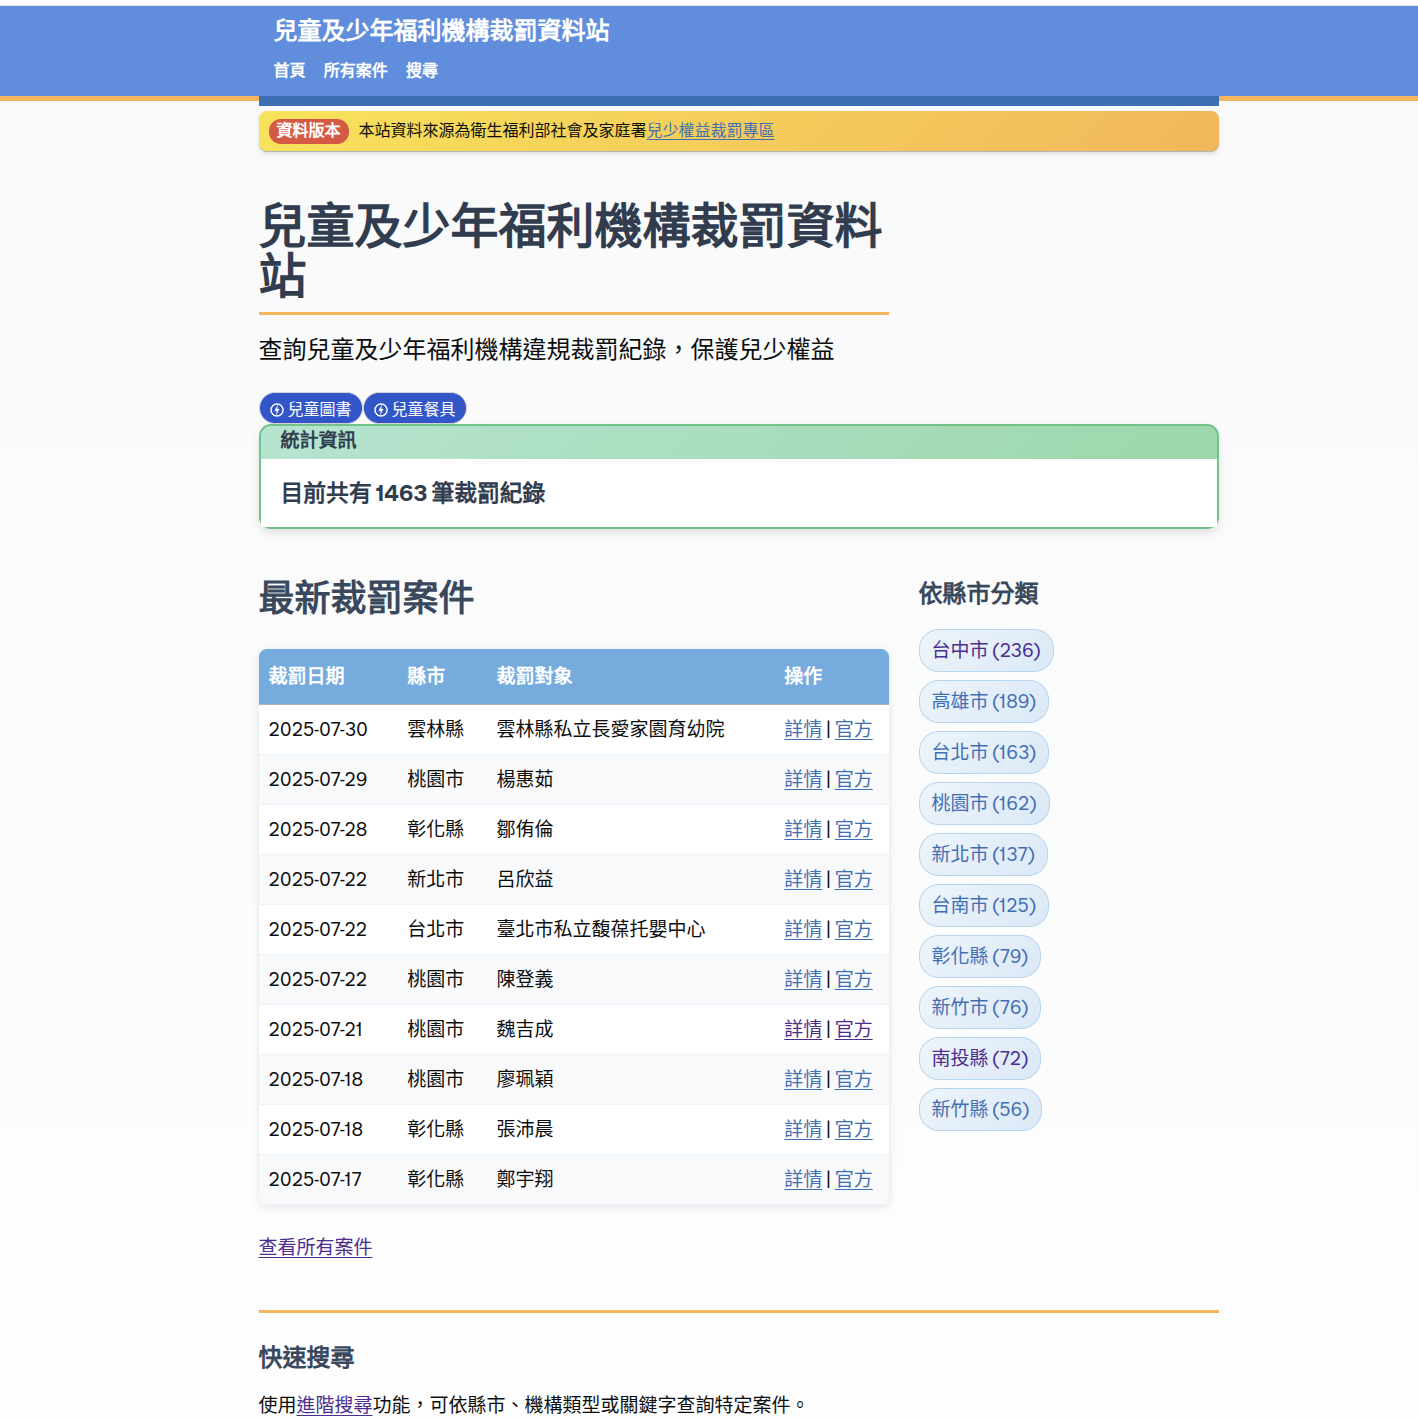 兒童及少年福利機構裁罰資料站
首頁 所有案件 搜尋
資料版本 本站資料來源為衛生福利部社會及家庭署兒少權益裁罰專區
兒童及少年福利機構裁罰資料
站
查詢兒童及少年福利機構違規裁罰紀錄，保護兒少權益
兒童圖書 兒童餐具
統計資訊
目前共有 1463 筆裁罰紀錄
最新裁罰案件
裁罰日期 縣市 裁罰對象 操作
2025-07-30 雲林縣 雲林縣私立長愛家園育幼院 詳情 | 官方
2025-07-29 桃園市 楊惠茹 詳情 | 官方
2025-07-28 彰化縣 鄒侑倫 詳情 | 官方
2025-07-22 新北市 呂欣益 詳情 | 官方
2025-07-22 台北市 臺北市私立馥葆托嬰中心 詳情 | 官方
2025-07-22 桃園市 陳登義 詳情 | 官方
2025-07-21 桃園市 魏吉成 詳情 | 官方
2025-07-18 桃園市 廖珮穎 詳情 | 官方
2025-07-18 彰化縣 張沛晨 詳情 | 官方
2025-07-17 彰化縣 鄭宇翔 詳情 | 官方
查看所有案件
依縣市分類
台中市 (236)
高雄市 (189)
台北市 (163)
桃園市 (162)
新北市 (137)
台南市 (125)
彰化縣 (79)
新竹市 (76)
南投縣 (72)
新竹縣 (56)
快速搜尋
使用進階搜尋功能，可依縣市、機構類型或關鍵字查詢特定案件。